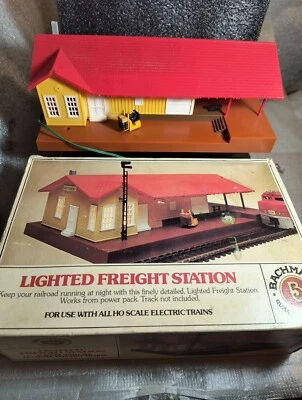 LIGHTED FREIGHT STATION
Keep your railroad running at night with this finely detailed, Lighted Freight Station.
Works from power pack. Track not included.
FOR USE WITH ALL HO SCALE ELECTRIC TRAINS
B